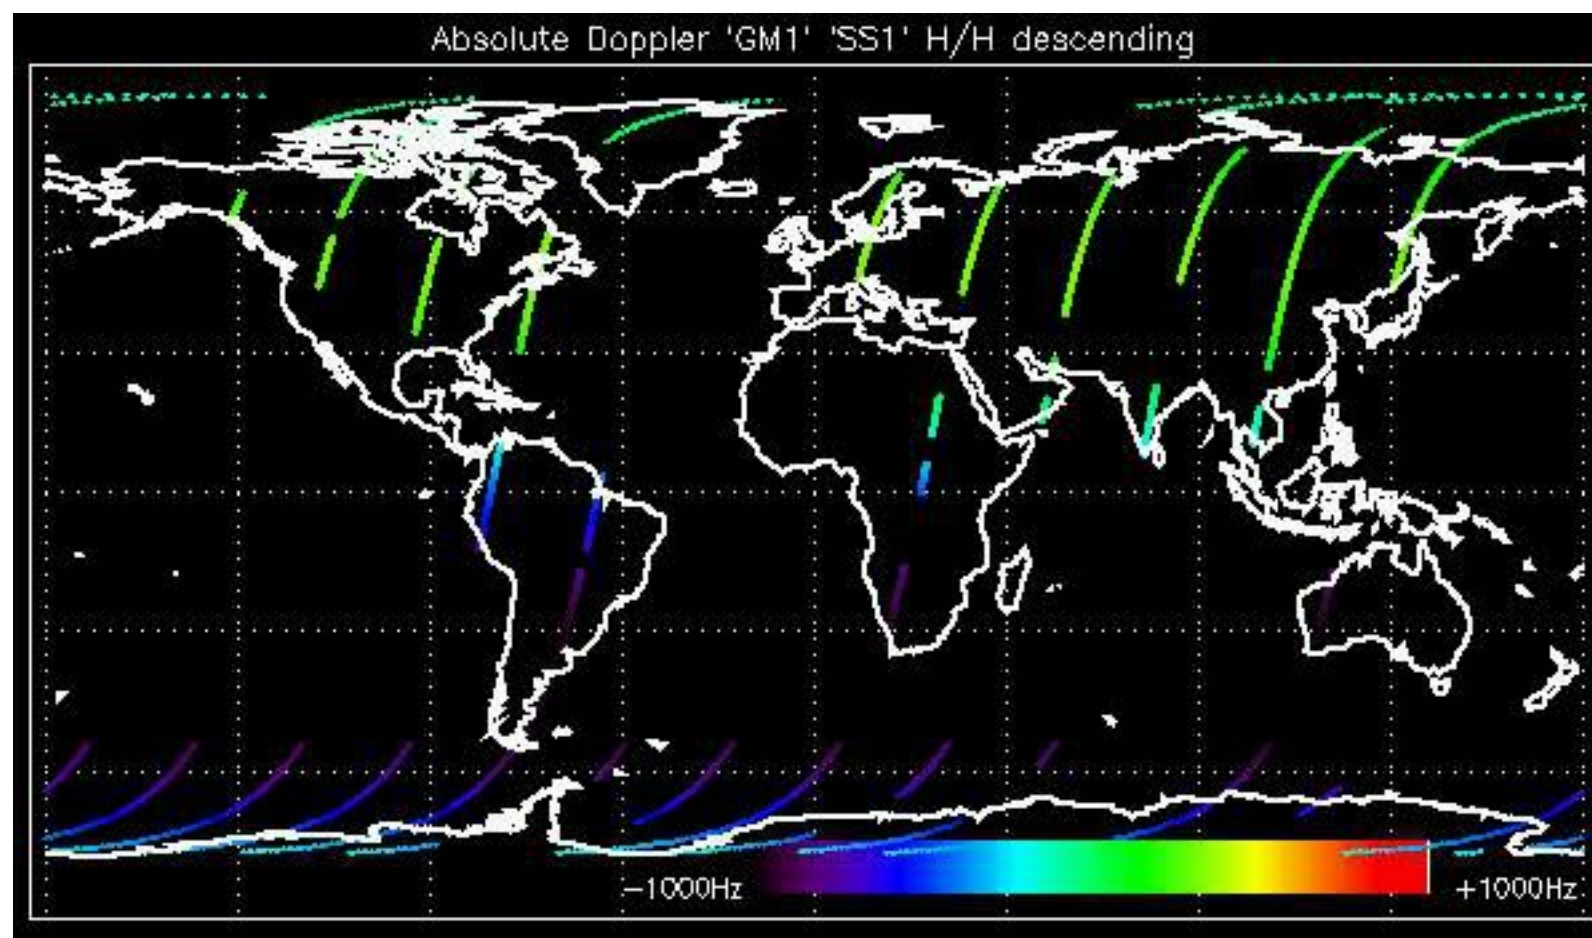 Absolute Doppler 'GM1' 'SS1' H/H descending
−1000Hz
+1000Hz